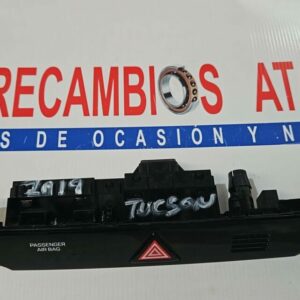 RECAMBIOS AT
S DE OCASIÓN Y N
2019
TUCSON
PASSENGER
AIR BAG